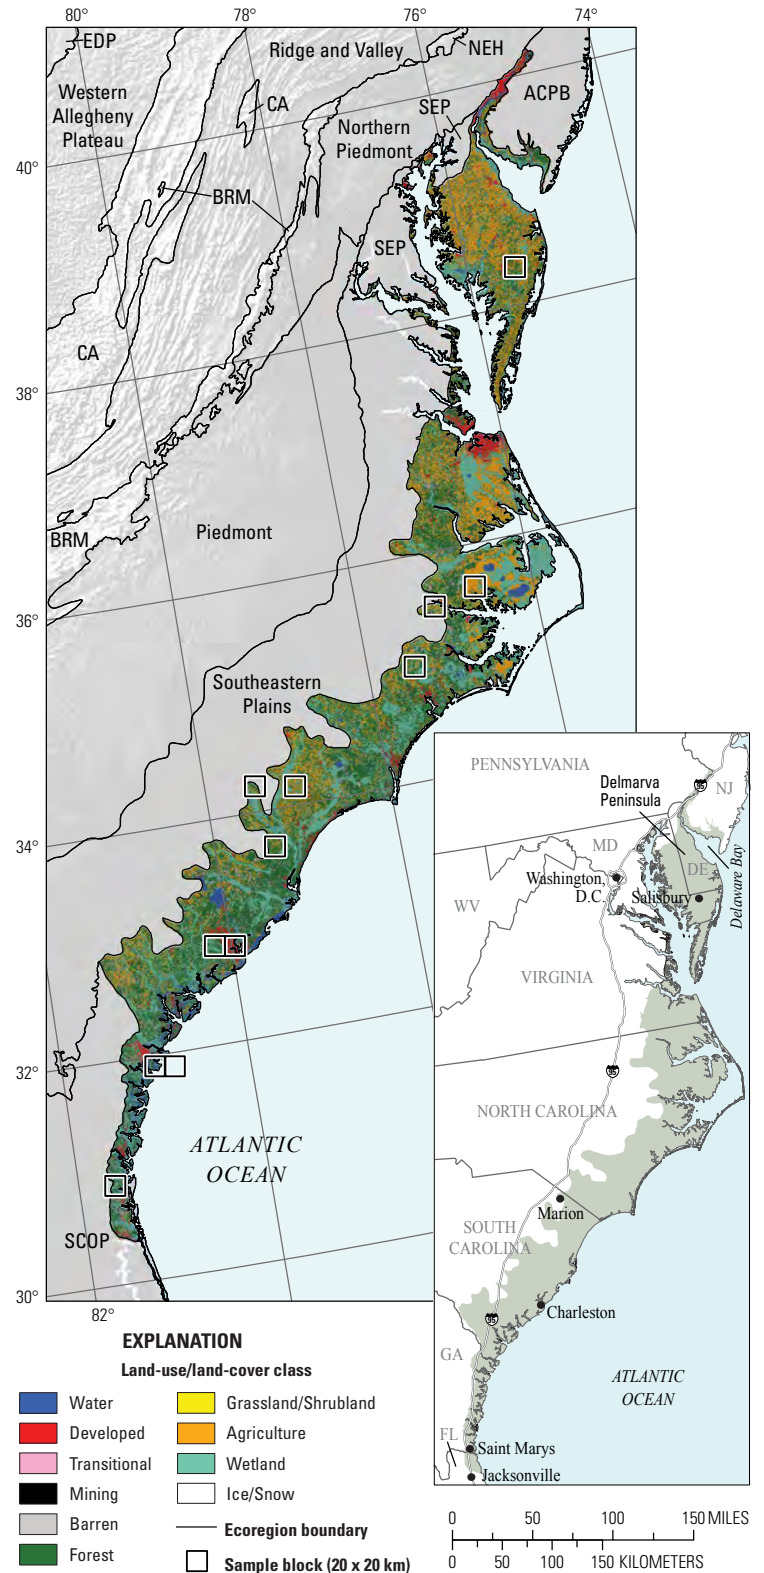 80°
78°
76°
74°
EDP
Ridge and Valley
NEH
Western
Allegheny
Plateau
CA
SEP
ACPB
Northern
Piedmont
40°
BRM
SEP
CA
38°
BRM
Piedmont
36°
Southeastern
Plains
34°
32°
ATLANTIC
OCEAN
SCOP
30°
82°
PENNSYLVANIA
95
NJ
Delmarva
Peninsula
MD
Delaware Bay
DE
Washington,
D.C.
Salisbury
WV
VIRGINIA
95
NORTH CAROLINA
Marion
SOUTH
CAROLINA
Charleston
95
GA
ATLANTIC
OCEAN
FL
Saint Marys
Jacksonville
EXPLANATION
Land-use/land-cover class
Water
Developed
Transitional
Mining
Barren
Forest
Grassland/Shrubland
Agriculture
Wetland
Ice/Snow
Ecoregion boundary
Sample block (20 x 20 km)
0 50 100 150 MILES
0 50 100 150 KILOMETERS